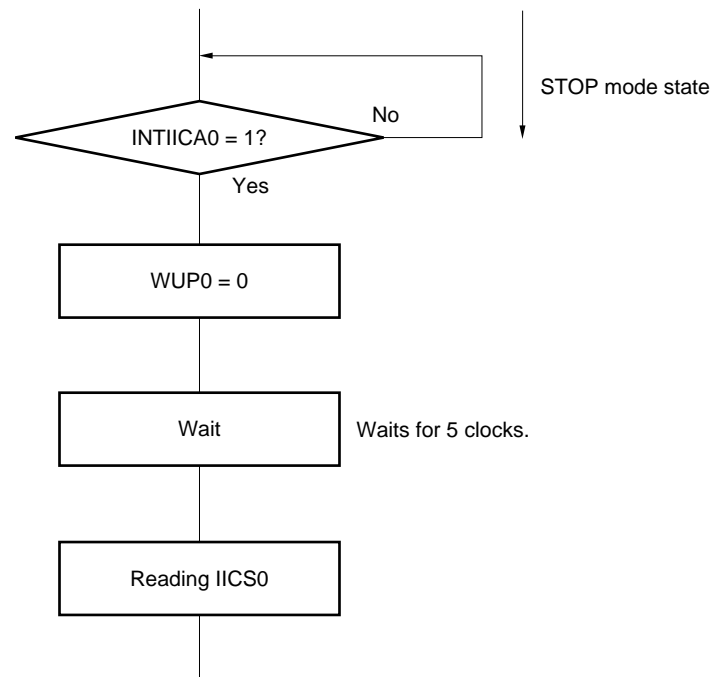 STOP mode state
No
INTIICA0 = 1?
Yes
WUP0 = 0
Wait
Waits for 5 clocks.
Reading IICS0